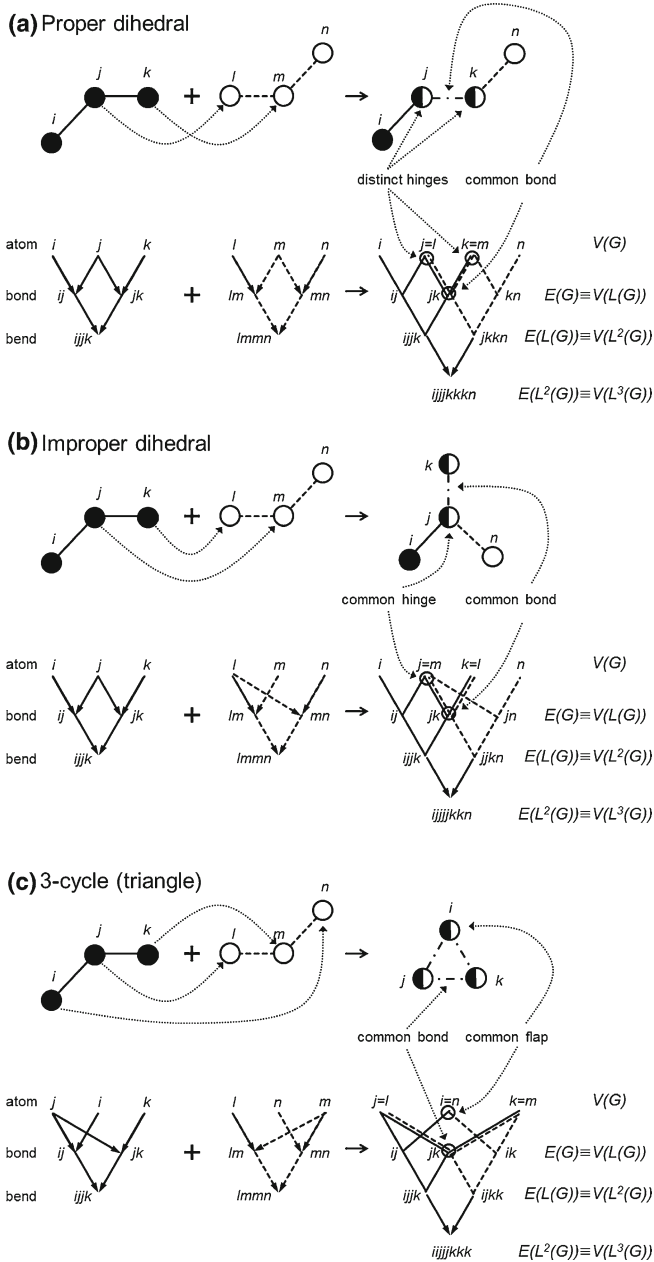 (a) Proper dihedral
n
j k l m n
i
+ →
j k
i
distinct hinges common bond
atom i j k l m n i j=l k=m n V(G)
bond ij jk + lm mn → ij jk kn E(G)≡V(L(G))
bend ijjk lmmn ijjk jkkn E(L(G))≡V(L²(G))
ijjjkkkn E(L²(G))≡V(L³(G))
(b) Improper dihedral
n
j k l m k
+ →
i j
i n
common hinge common bond
atom i j k l m n i j=m k=l n V(G)
bond ij jk + lm mn → ij jk jn E(G)≡V(L(G))
bend ijjk lmmn ijjk jjkn E(L(G))≡V(L²(G))
ijjjjkkn E(L²(G))≡V(L³(G))
(c) 3-cycle (triangle)
n
j k l m i
+ →
i j k
common bond common flap
atom j i k l n m j=l i=n k=m V(G)
bond ij jk + lm mn → ij jk ik E(G)≡V(L(G))
bend ijjk lmmn ijjk ijkk E(L(G))≡V(L²(G))
iijjjkkk E(L²(G))≡V(L³(G))